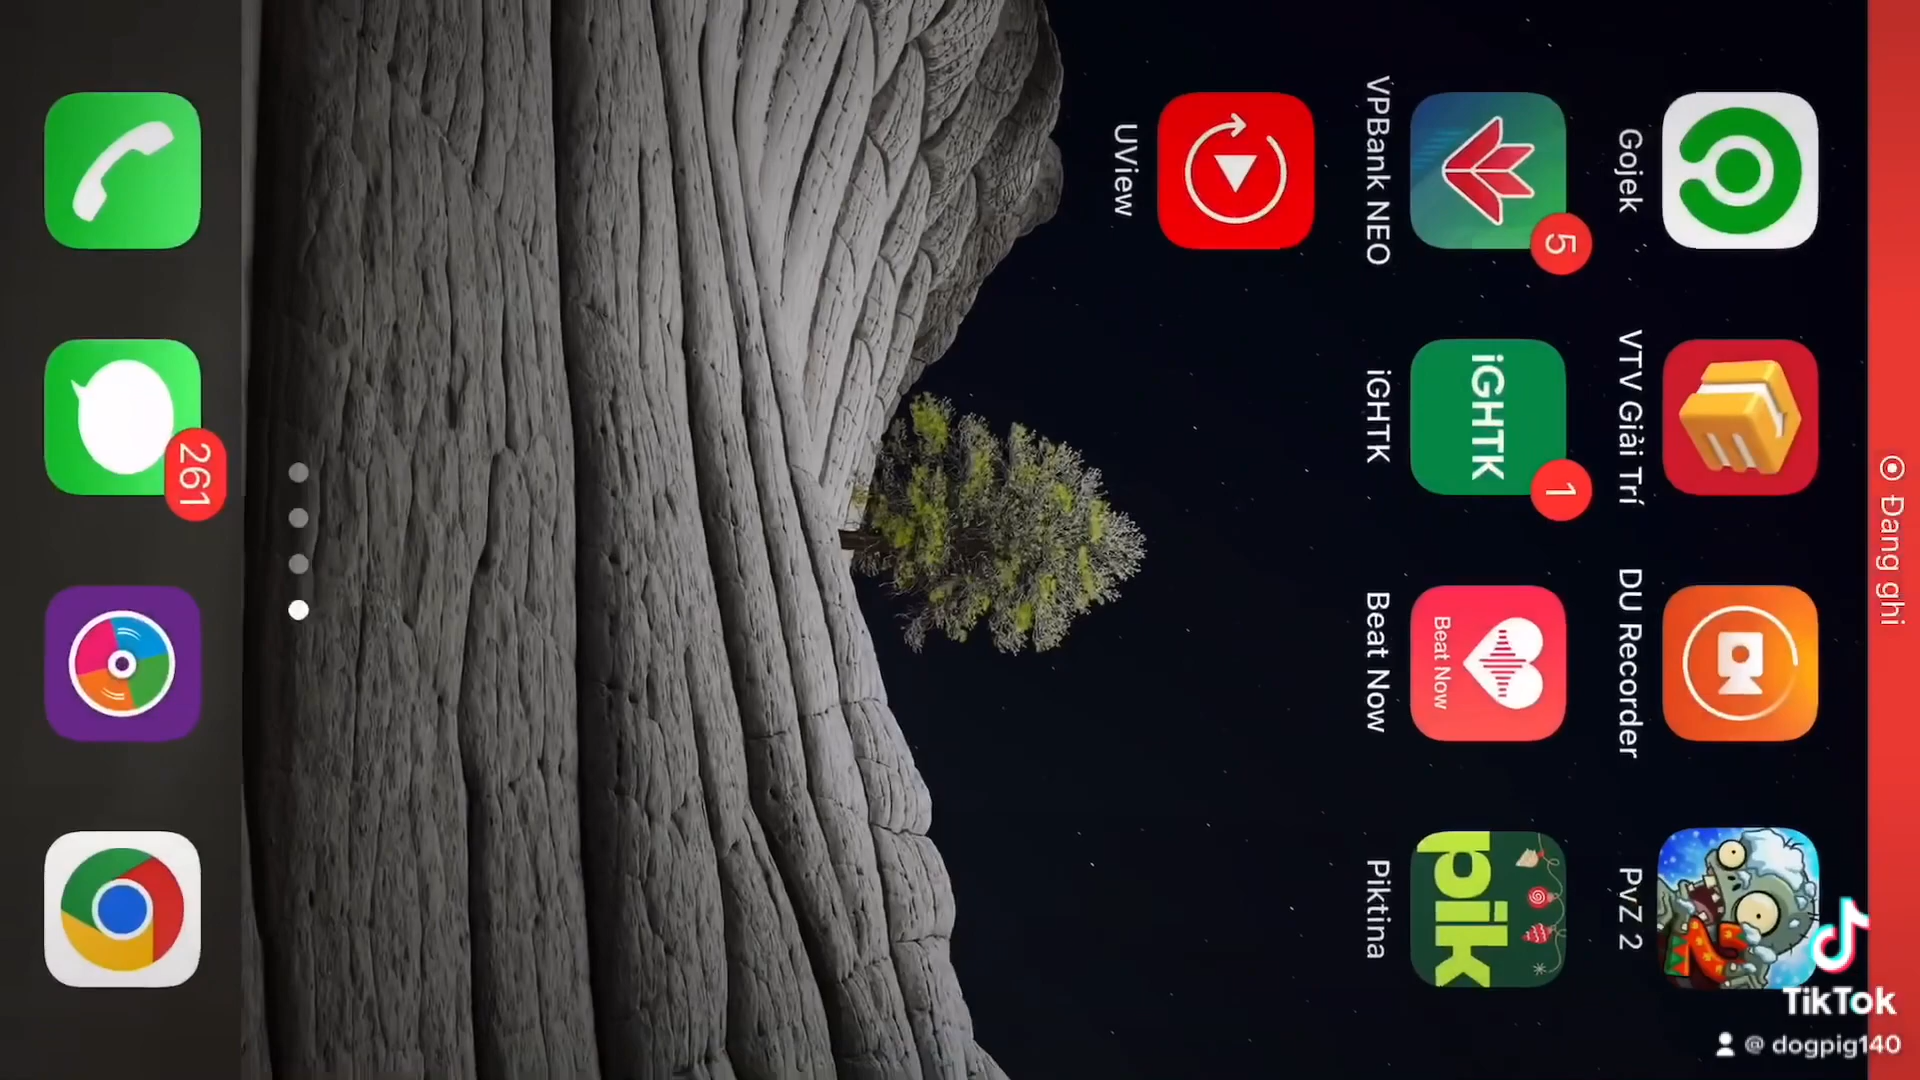 Đang ghi
Gojek
VTV Giải Trí
DU Recorder
PvZ 2
5
iGHTK
1
Beat Now
pik
VPBank NEO
iGHTK
Beat Now
Piktina
UView
261
TikTok
@ dogpig140